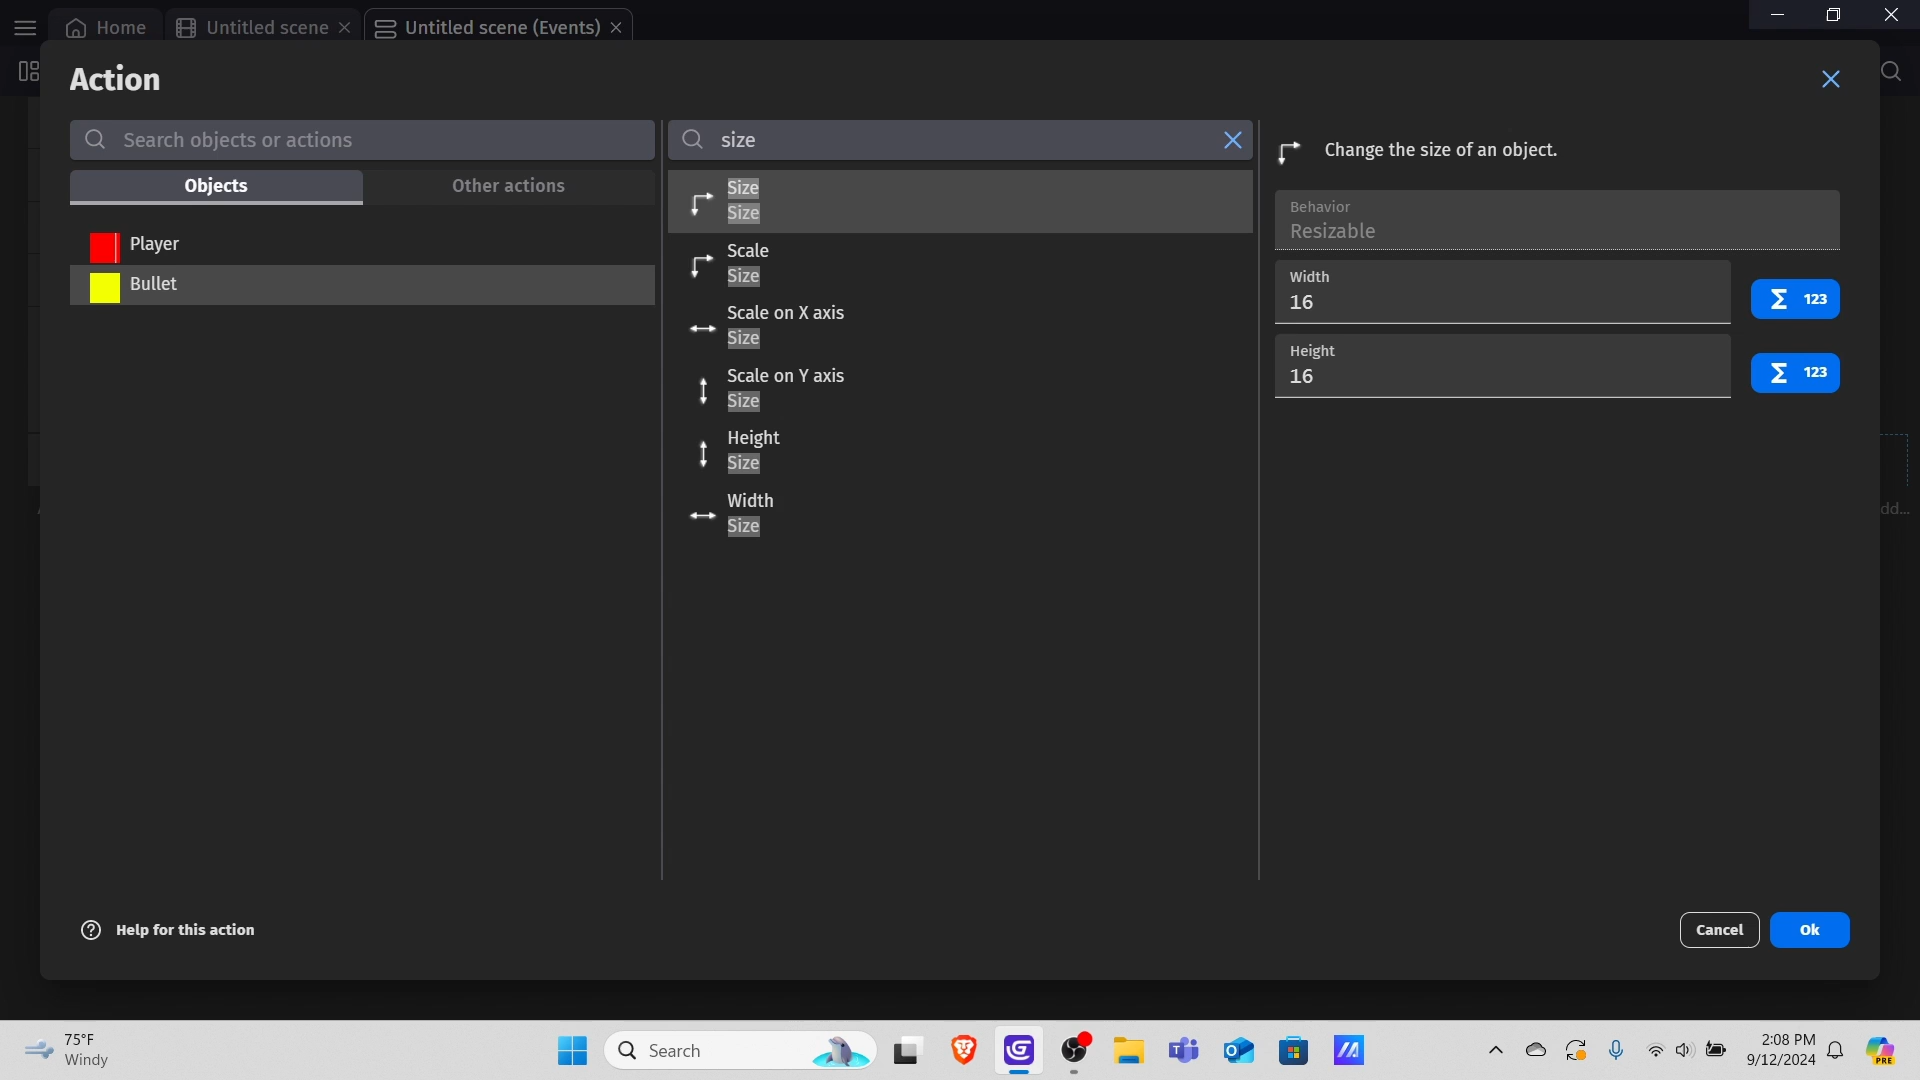 Home
Untitled scene
Untitled scene (Events)
Action
Search objects or actions
size
Change the size of an object.
Objects
Other actions
Player
Bullet
Size
Size
Scale
Size
Scale on X axis
Size
Scale on Y axis
Size
Height
Size
Width
Size
Behavior
Resizable
Width
16
123
Height
16
123
dd...
Help for this action
Cancel
Ok
75°F
Windy
Search
2:08 PM
9/12/2024
PRE